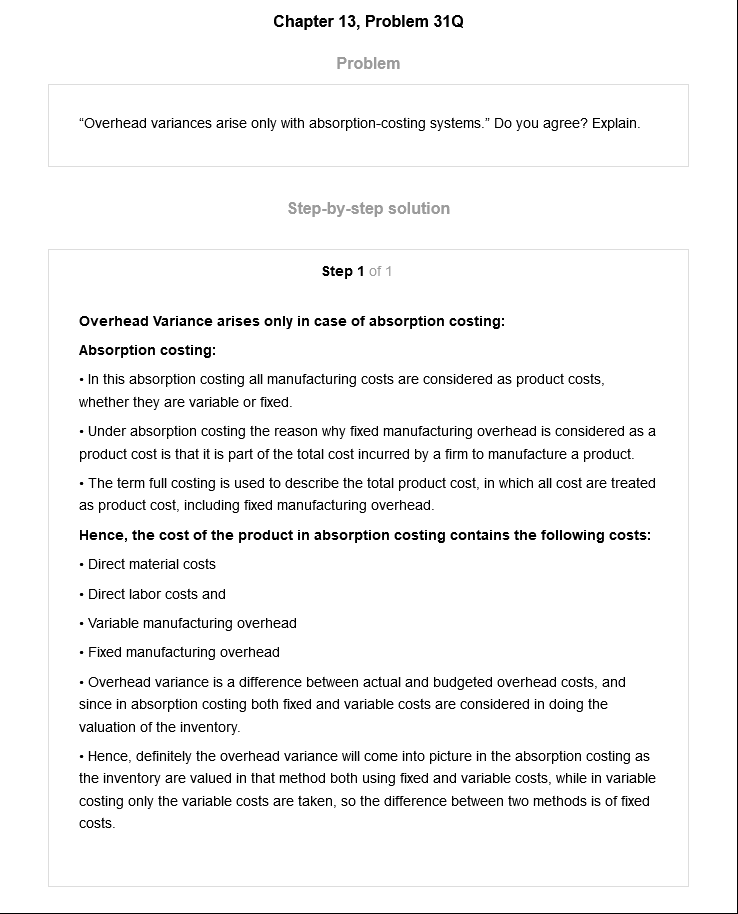 Chapter 13, Problem 31Q
Problem
“Overhead variances arise only with absorption-costing systems.” Do you agree? Explain.
Step-by-step solution
Step 1 of 1
Overhead Variance arises only in case of absorption costing:
Absorption costing:
• In this absorption costing all manufacturing costs are considered as product costs,
whether they are variable or fixed.
• Under absorption costing the reason why fixed manufacturing overhead is considered as a
product cost is that it is part of the total cost incurred by a firm to manufacture a product.
• The term full costing is used to describe the total product cost, in which all cost are treated
as product cost, including fixed manufacturing overhead.
Hence, the cost of the product in absorption costing contains the following costs:
• Direct material costs
• Direct labor costs and
• Variable manufacturing overhead
• Fixed manufacturing overhead
• Overhead variance is a difference between actual and budgeted overhead costs, and
since in absorption costing both fixed and variable costs are considered in doing the
valuation of the inventory.
• Hence, definitely the overhead variance will come into picture in the absorption costing as
the inventory are valued in that method both using fixed and variable costs, while in variable
costing only the variable costs are taken, so the difference between two methods is of fixed
costs.